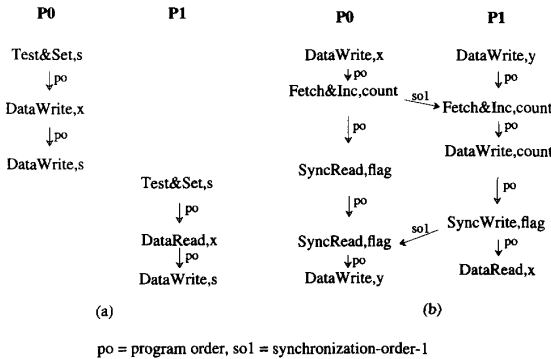 P0
P1
Test&Set,s
po
DataWrite,x
po
DataWrite,s
Test&Set,s
po
DataRead,x
po
DataWrite,s
(a)
P0
P1
DataWrite,x
po
Fetch&Inc,count
so1
po
SyncRead,flag
po
SyncRead,flag
po
DataWrite,y
DataWrite,y
po
Fetch&Inc,count
po
DataWrite,count
po
SyncWrite,flag
so1
po
DataRead,x
(b)
po = program order, so1 = synchronization-order-1